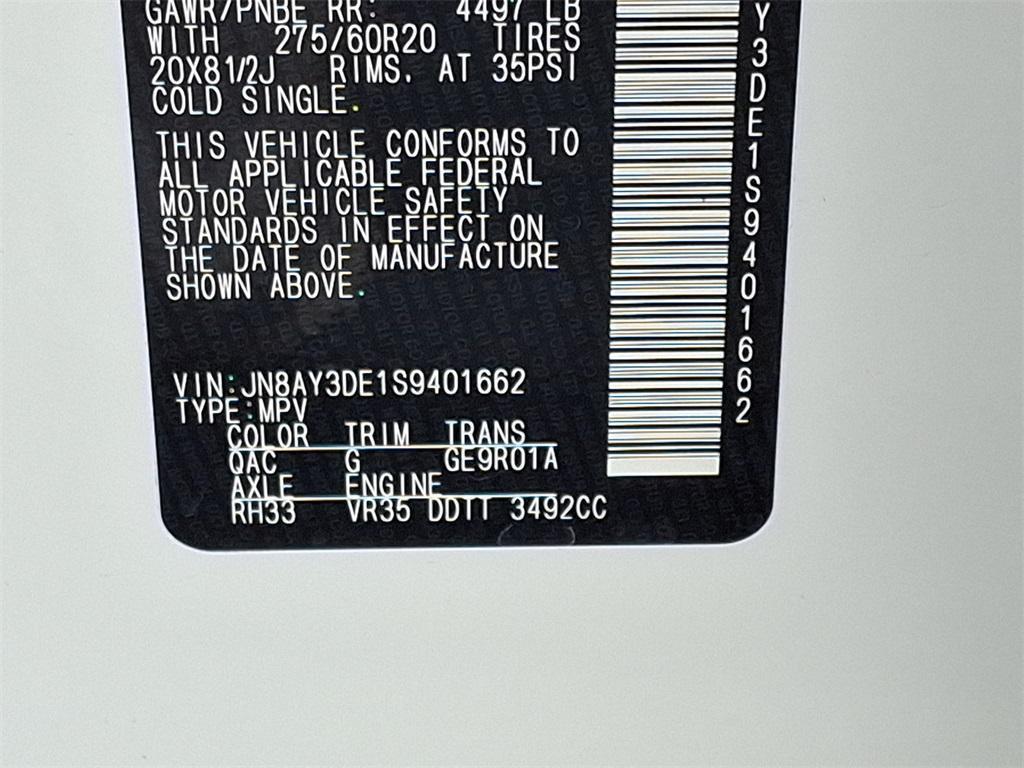 GAWR/PNBE RR: 4497 LB
WITH 275/60R20 TIRES
20X81/2J RIMS. AT 35PSI
COLD SINGLE.
THIS VEHICLE CONFORMS TO
ALL APPLICABLE FEDERAL
MOTOR VEHICLE SAFETY
STANDARDS IN EFFECT ON
THE DATE OF MANUFACTURE
SHOWN ABOVE.
VIN:JN8AY3DE1S9401662
TYPE:MPV
COLOR TRIM TRANS
QAC G GE9R01A
AXLE ENGINE
RH33 VR35 DDTT 3492CC
Y3DE1S9401662